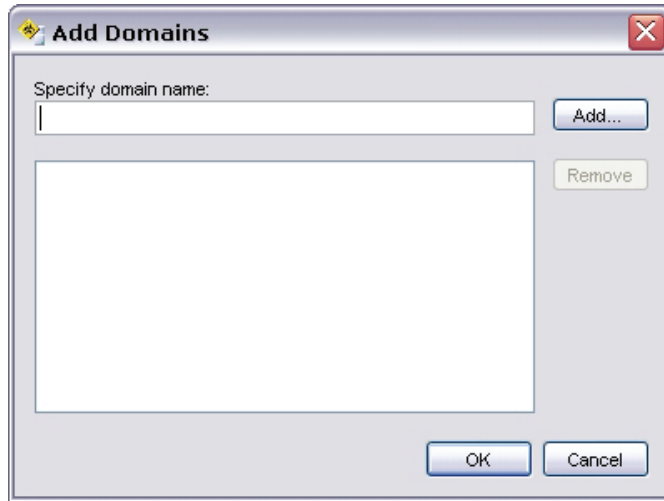 Add Domains
Specify domain name:
Add...
Remove
OK
Cancel